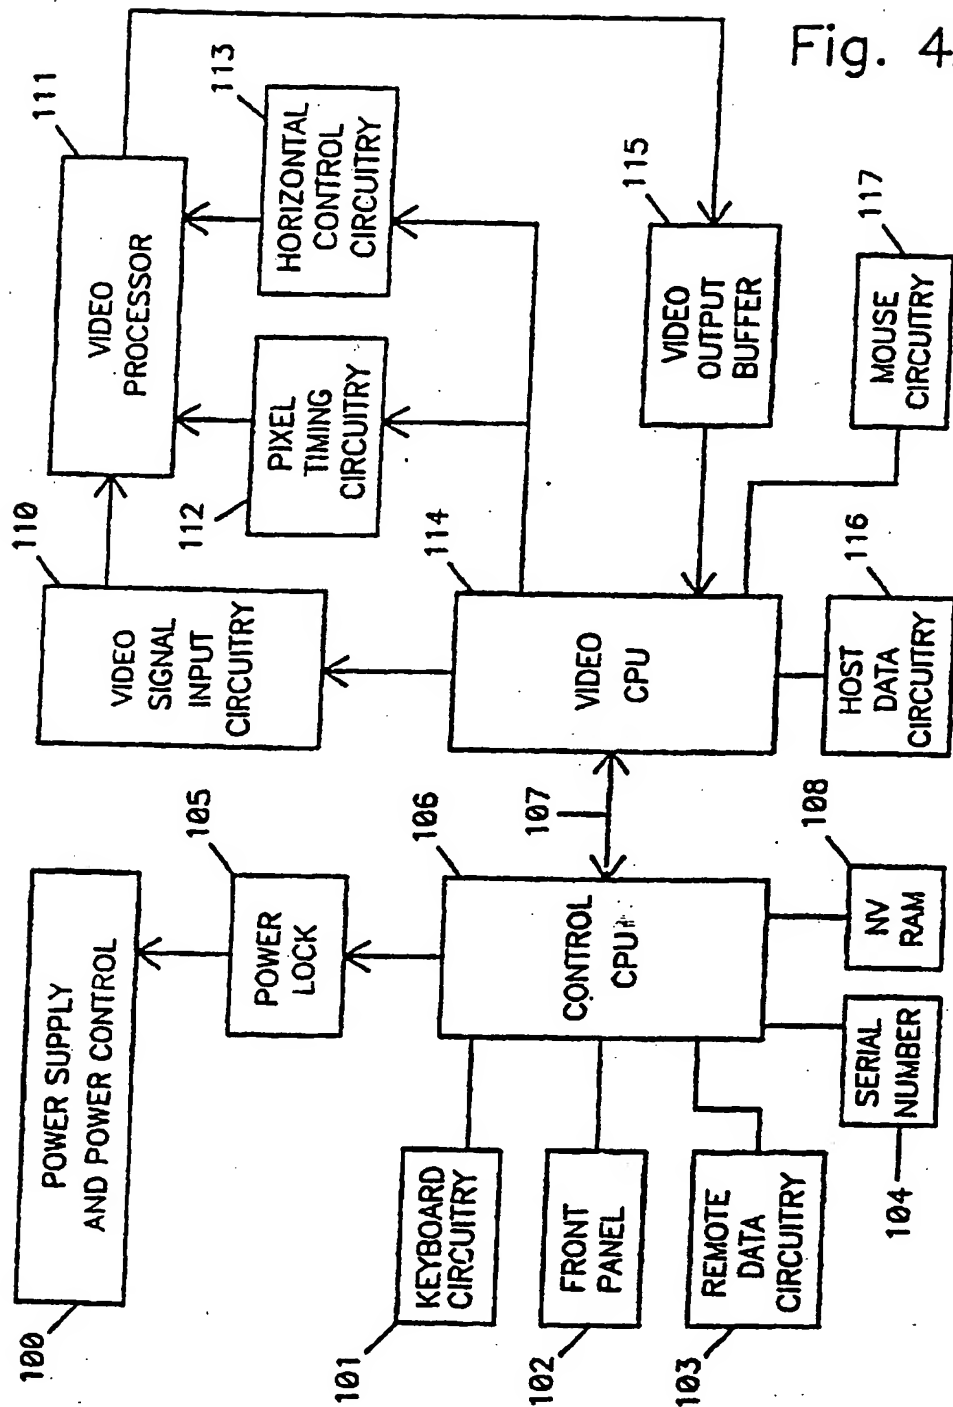 Fig. 4
100
POWER SUPPLY
AND POWER CONTROL
105
POWER
LOCK
110
VIDEO
SIGNAL
INPUT
CIRCUITRY
111
VIDEO
PROCESSOR
112
PIXEL
TIMING
CIRCUITRY
113
HORIZONTAL
CONTROL
CIRCUITRY
101
KEYBOARD
CIRCUITRY
102
FRONT
PANEL
103
REMOTE
DATA
CIRCUITRY
106
CONTROL
CPU
107
114
VIDEO
CPU
115
VIDEO
OUTPUT
BUFFER
104
SERIAL
NUMBER
108
NV
RAM
116
HOST
DATA
CIRCUITRY
117
MOUSE
CIRCUITRY